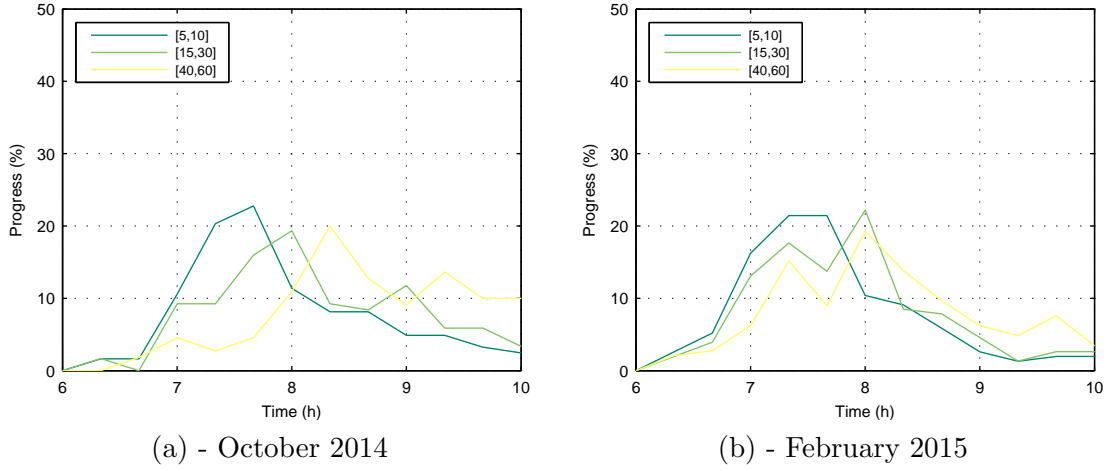 50
40
30
20
10
0
Progress (%)
[5,10]
[15,30]
[40,60]
6 7 8 9 10
Time (h)
(a) - October 2014
50
40
30
20
10
0
Progress (%)
[5,10]
[15,30]
[40,60]
6 7 8 9 10
Time (h)
(b) - February 2015